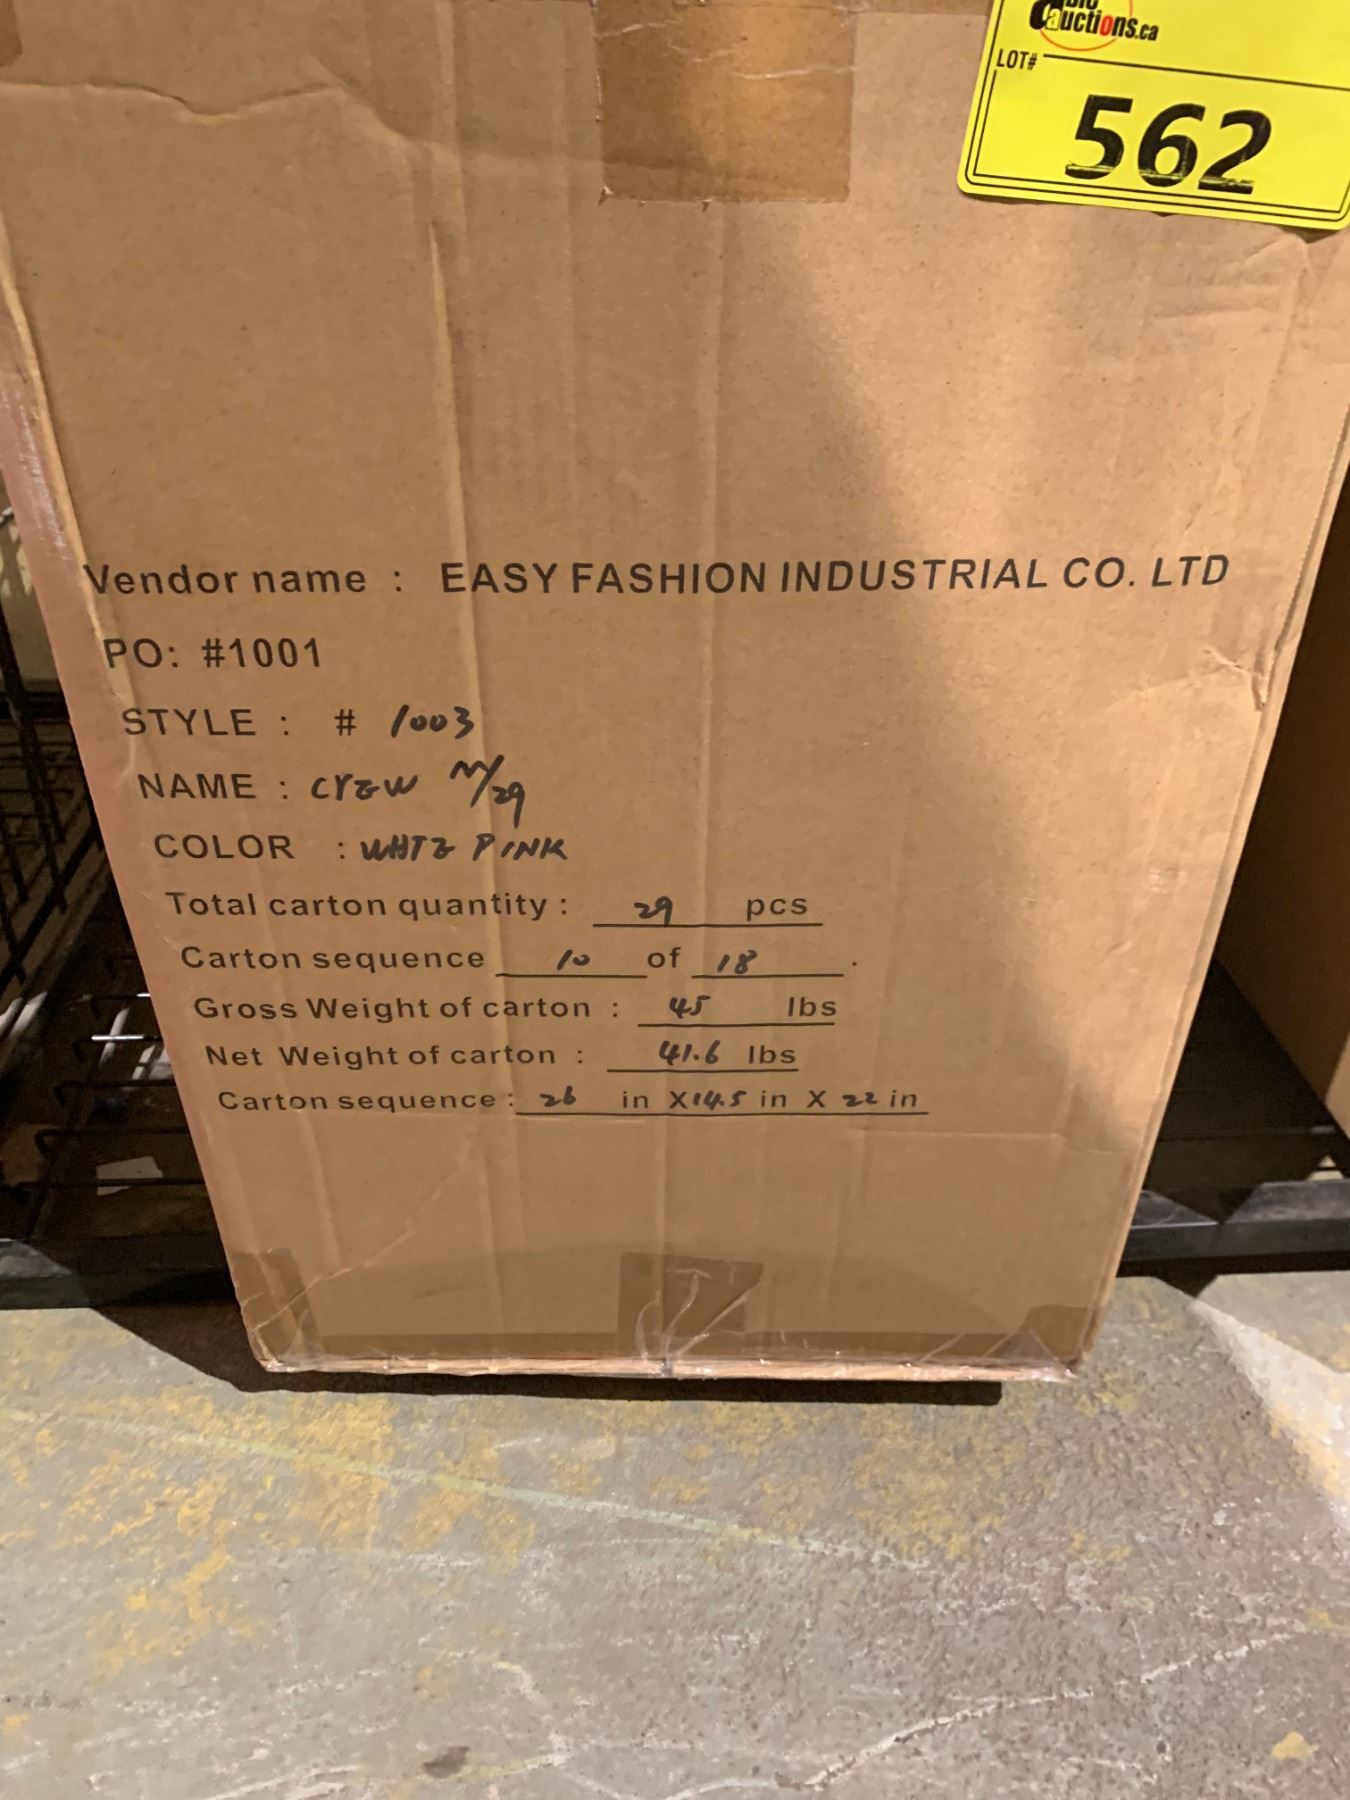 auctions.ca
LOT#
562
Vendor name : EASY FASHION INDUSTRIAL CO. LTD
PO: #1001
STYLE : # 1003
NAME : CREW M/29
COLOR : WHTE PINK
Total carton quantity : 29 pcs
Carton sequence 10 of 18 .
Gross Weight of carton : 45 lbs
Net Weight of carton : 41.6 lbs
Carton sequence : 26 in X 14.5 in X 22 in